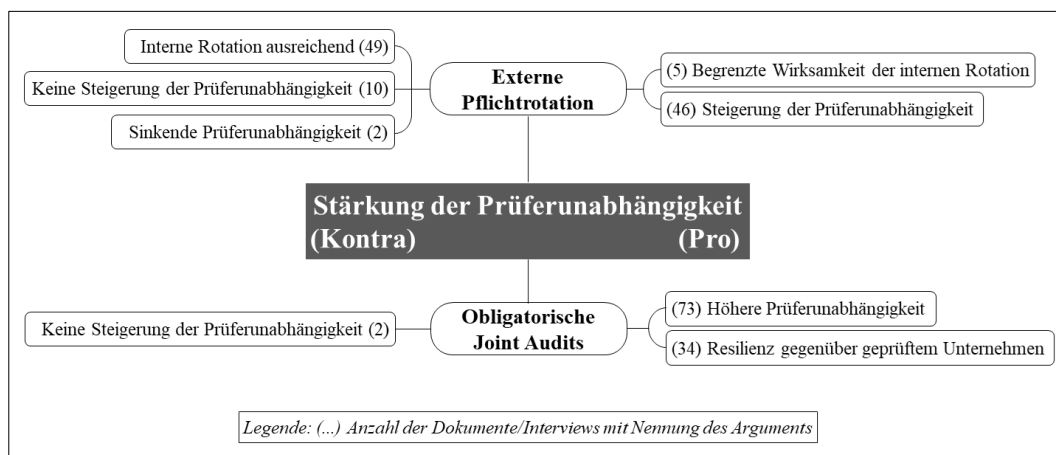 Interne Rotation ausreichend (49)
Keine Steigerung der Prüferunabhängigkeit (10)
Sinkende Prüferunabhängigkeit (2)
Externe
Pflichtrotation
(5) Begrenzte Wirksamkeit der internen Rotation
(46) Steigerung der Prüferunabhängigkeit
Stärkung der Prüferunabhängigkeit
(Kontra) (Pro)
Keine Steigerung der Prüferunabhängigkeit (2)
Obligatorische
Joint Audits
(73) Höhere Prüferunabhängigkeit
(34) Resilienz gegenüber geprüftem Unternehmen
Legende: (...) Anzahl der Dokumente/Interviews mit Nennung des Arguments